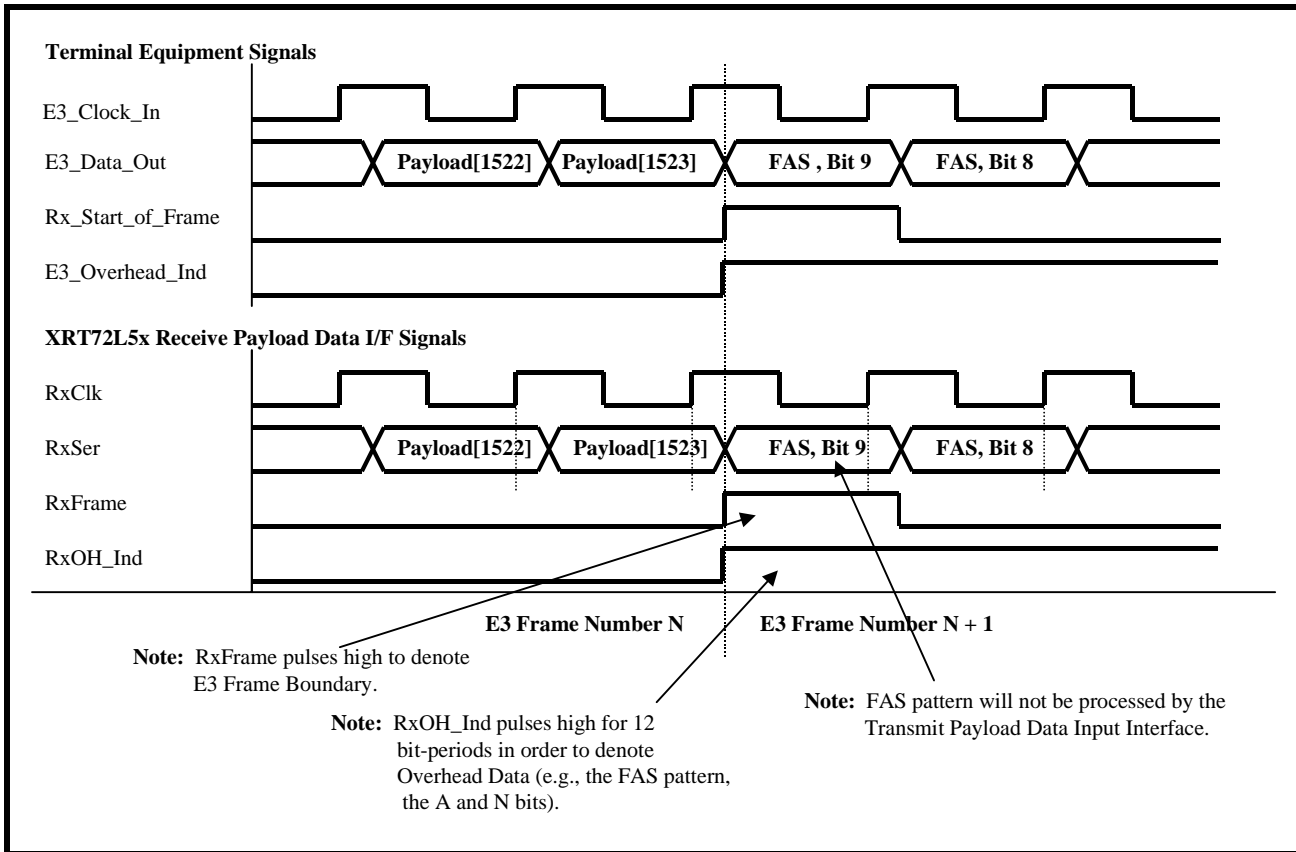 Terminal Equipment Signals
E3_Clock_In
E3_Data_Out
Payload[1522] Payload[1523] FAS , Bit 9 FAS, Bit 8
Rx_Start_of_Frame
E3_Overhead_Ind
XRT72L5x Receive Payload Data I/F Signals
RxClk
RxSer
Payload[1522] Payload[1523] FAS, Bit 9 FAS, Bit 8
RxFrame
RxOH_Ind
E3 Frame Number N E3 Frame Number N + 1
Note: RxFrame pulses high to denote
E3 Frame Boundary.
Note: RxOH_Ind pulses high for 12
bit-periods in order to denote
Overhead Data (e.g., the FAS pattern,
the A and N bits).
Note: FAS pattern will not be processed by the
Transmit Payload Data Input Interface.